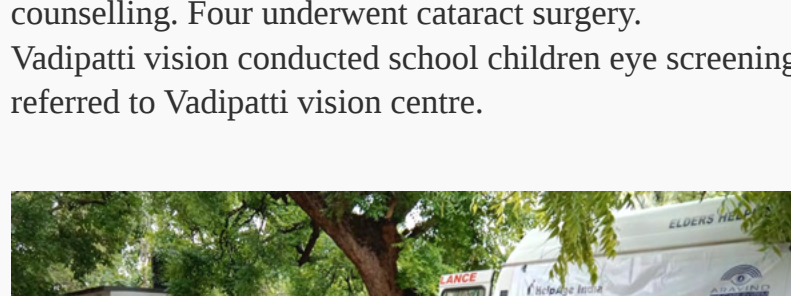 counselling. Four underwent cataract surgery.
Vadipatti vision conducted school children eye screening
referred to Vadipatti vision centre.
ELDERS HEL
LANCE
HelpAge India
ARAVIND